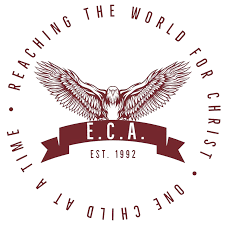 REACHING THE WORLD FOR CHRIST • ONE CHILD AT A TIME •
E.C.A.
EST. 1992